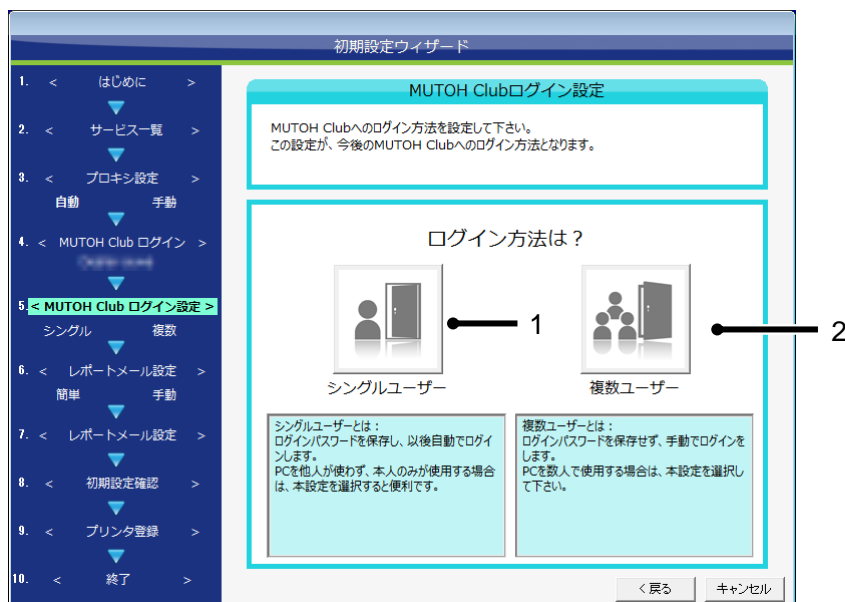 初期設定ウィザード
1. < はじめに >
2. < サービス一覧 >
3. < プロキシ設定 >
自動 手動
4. < MUTOH Club ログイン >
5. < MUTOH Club ログイン設定 >
シングル 複数
6. < レポートメール設定 >
簡単 手動
7. < レポートメール設定 >
8. < 初期設定確認 >
9. < プリンタ登録 >
10. < 終了 >
MUTOH Clubログイン設定
MUTOH Clubへのログイン方法を設定して下さい。
この設定が、今後のMUTOH Clubへのログイン方法となります。
ログイン方法は？
1
2
シングルユーザー
複数ユーザー
シングルユーザーとは：
ログインパスワードを保存し、以後自動でログイ
ンします。
PCを他人が使わず、本人のみが使用する場合
は、本設定を選択すると便利です。
複数ユーザーとは：
ログインパスワードを保存せず、手動でログインを
します。
PCを数人で使用する場合は、本設定を選択し
て下さい。
<戻る
キャンセル